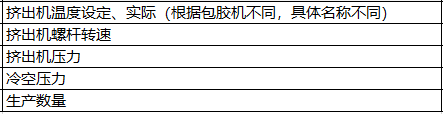 挤出机温度设定、实际（根据包胶机不同，具体名称不同）
挤出机螺杆转速
挤出机压力
冷空压力
生产数量